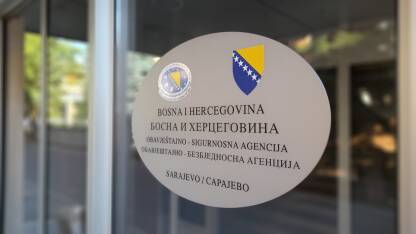 BOSNA I HERCEGOVINA
БОСНА И ХЕРЦЕГОВИНА
OBAVJEŠTAJNO - SIGURNOSNA AGENCIJA
ОБАВЈЕШТАЈНО - БЕЗБЈЕДНОСНА АГЕНЦИЈА
SARAJEVO / САРАЈЕВО